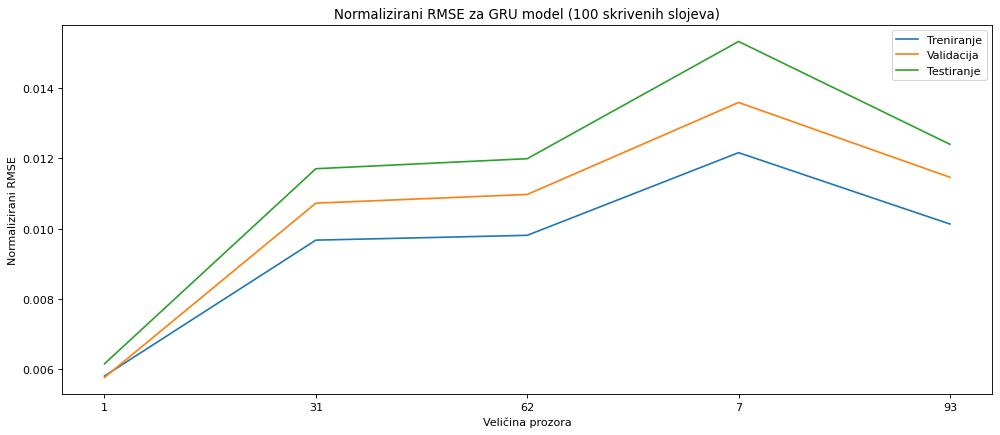 Normalizirani RMSE za GRU model (100 skrivenih slojeva)
Treniranje
Validacija
Testiranje
Normalizirani RMSE
0.014
0.012
0.010
0.008
0.006
1 31 62 7 93
Veličina prozora